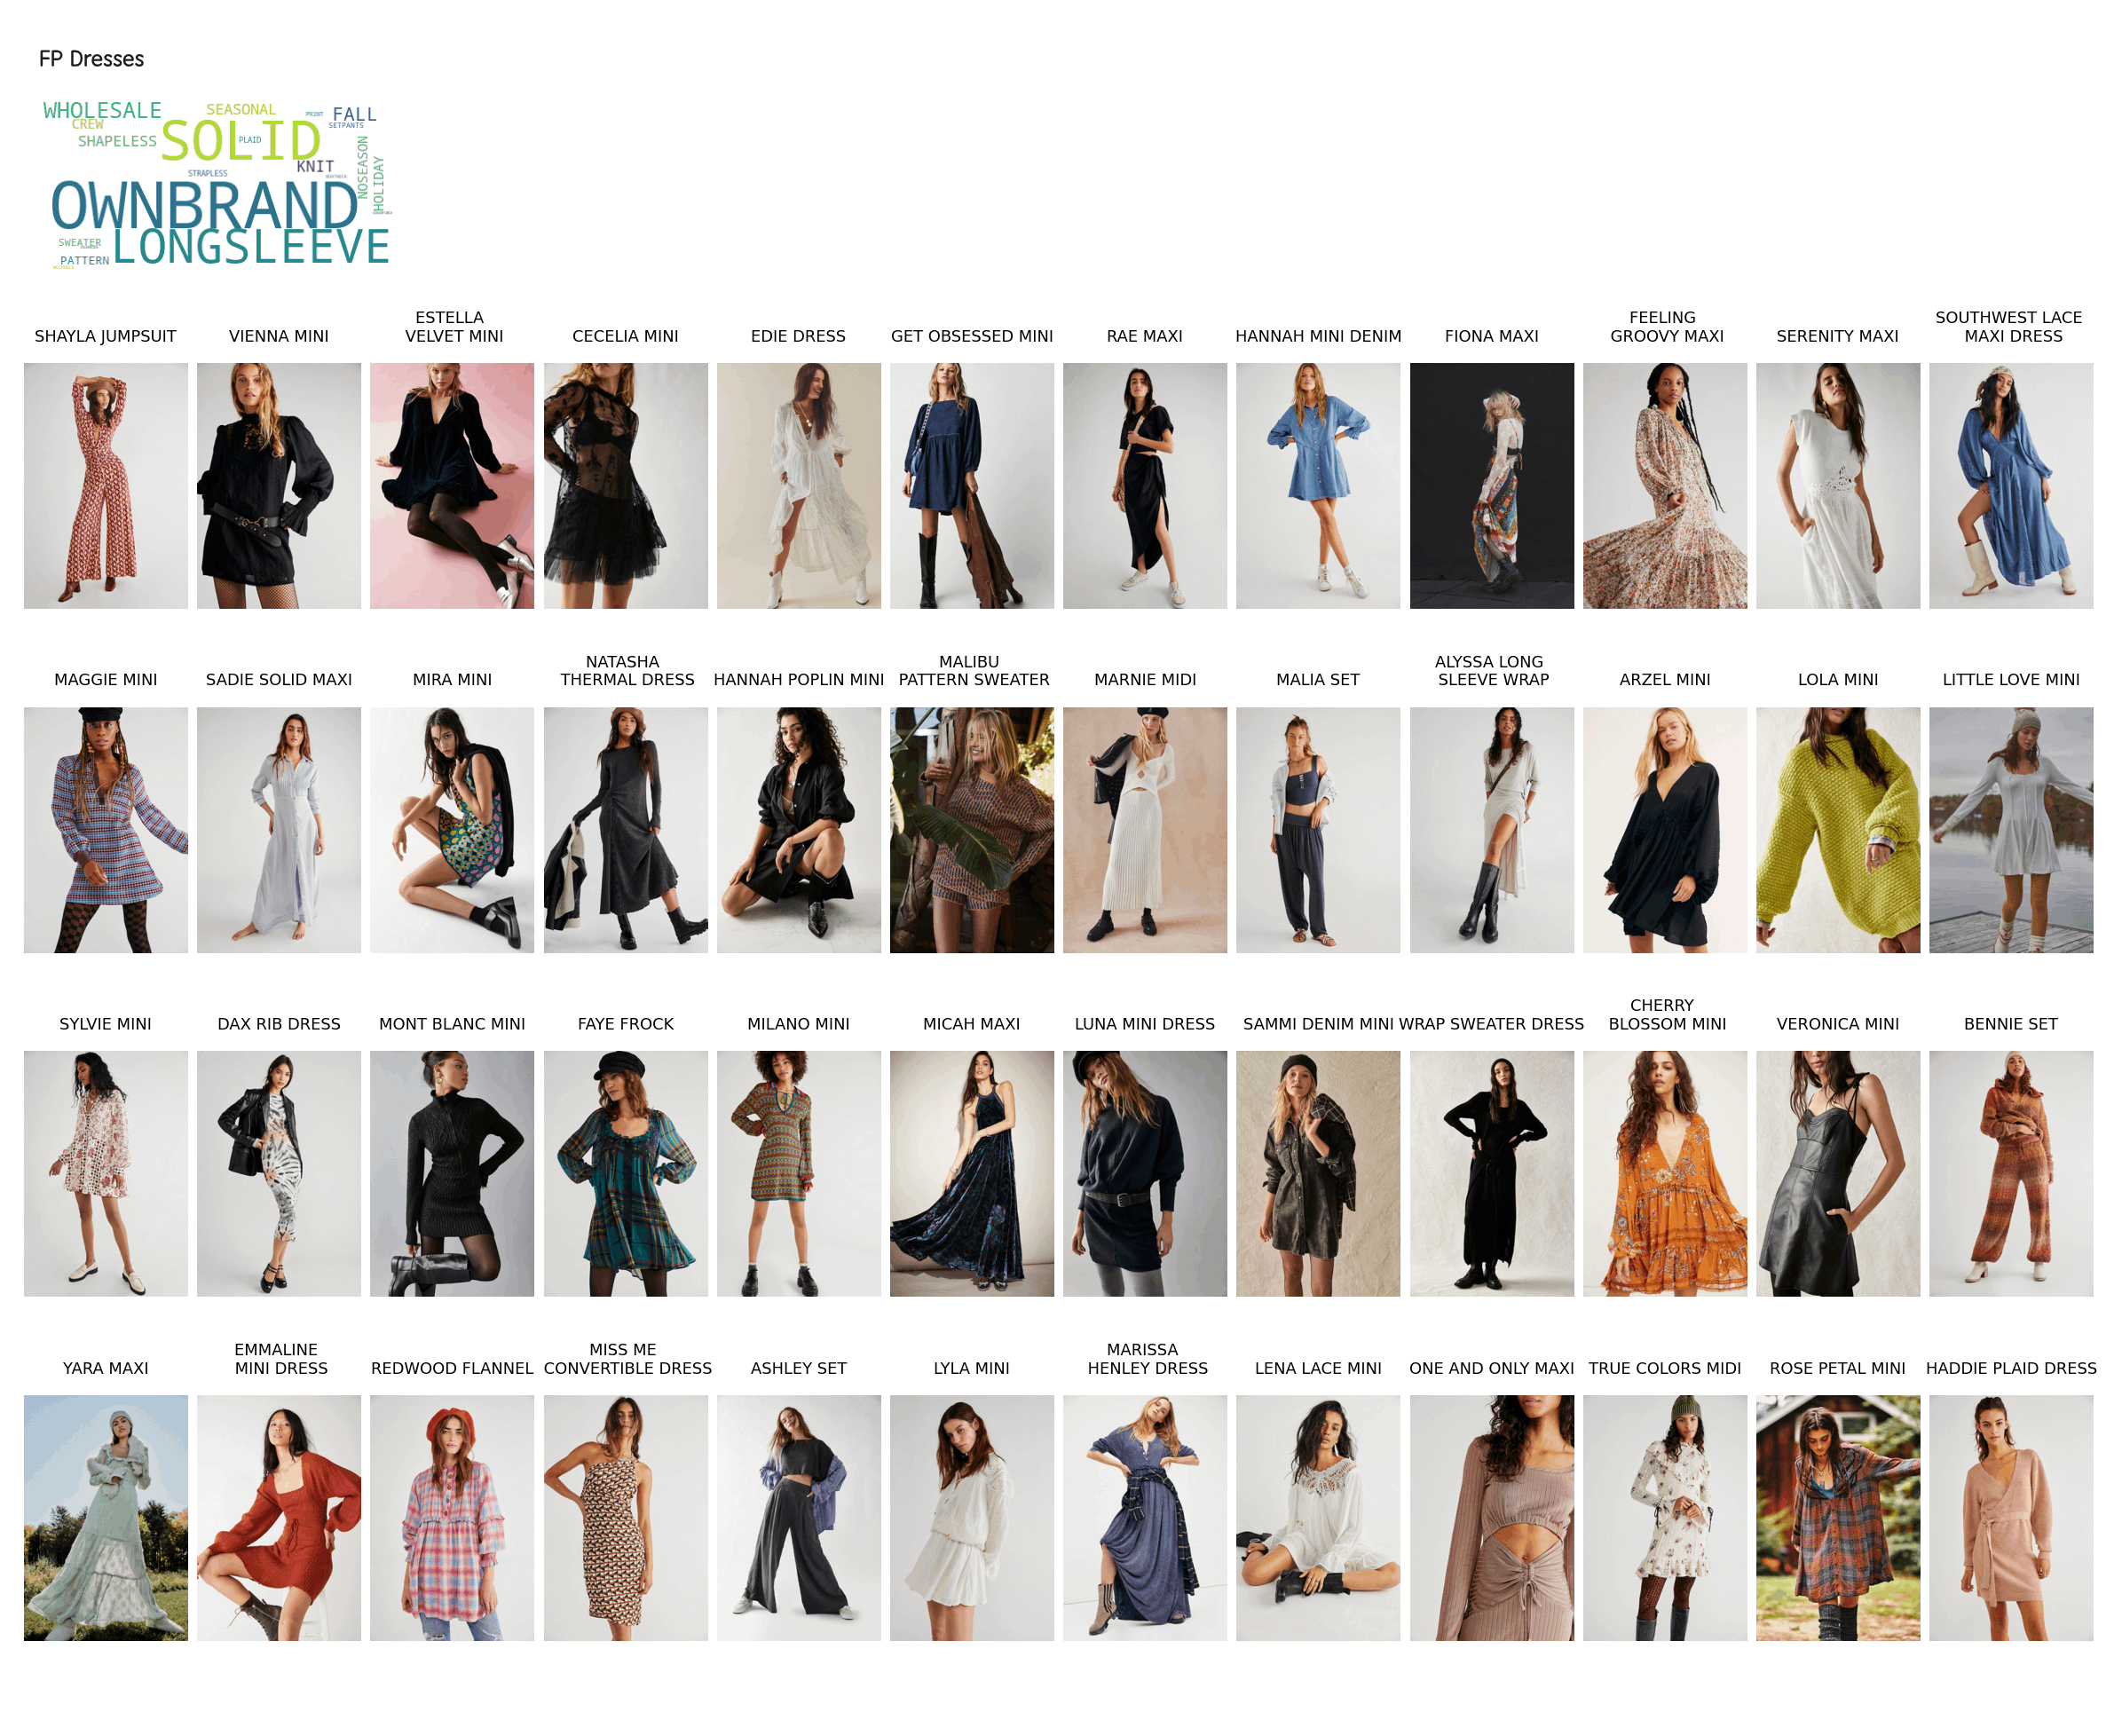 FP Dresses
WHOLESALE
SEASONAL
PRINT
FALL
CREW
SETPANTS
SHAPELESS
SOLID
PLAID
KNIT
NOSEASON
HOLIDAY
STRAPLESS
OWNBRAND
SWEATER
LONGSLEEVE
PATTERN
SHAYLA JUMPSUIT
VIENNA MINI
ESTELLA
VELVET MINI
CECELIA MINI
EDIE DRESS
GET OBSESSED MINI
RAE MAXI
HANNAH MINI DENIM
FIONA MAXI
FEELING
GROOVY MAXI
SERENITY MAXI
SOUTHWEST LACE
MAXI DRESS
MAGGIE MINI
SADIE SOLID MAXI
MIRA MINI
NATASHA
THERMAL DRESS
HANNAH POPLIN MINI
MALIBU
PATTERN SWEATER
MARNIE MIDI
MALIA SET
ALYSSA LONG
SLEEVE WRAP
ARZEL MINI
LOLA MINI
LITTLE LOVE MINI
SYLVIE MINI
DAX RIB DRESS
MONT BLANC MINI
FAYE FROCK
MILANO MINI
MICAH MAXI
LUNA MINI DRESS
SAMMI DENIM MINI
WRAP SWEATER DRESS
CHERRY
BLOSSOM MINI
VERONICA MINI
BENNIE SET
YARA MAXI
EMMALINE
MINI DRESS
REDWOOD FLANNEL
MISS ME
CONVERTIBLE DRESS
ASHLEY SET
LYLA MINI
MARISSA
HENLEY DRESS
LENA LACE MINI
ONE AND ONLY MAXI
TRUE COLORS MIDI
ROSE PETAL MINI
HADDIE PLAID DRESS